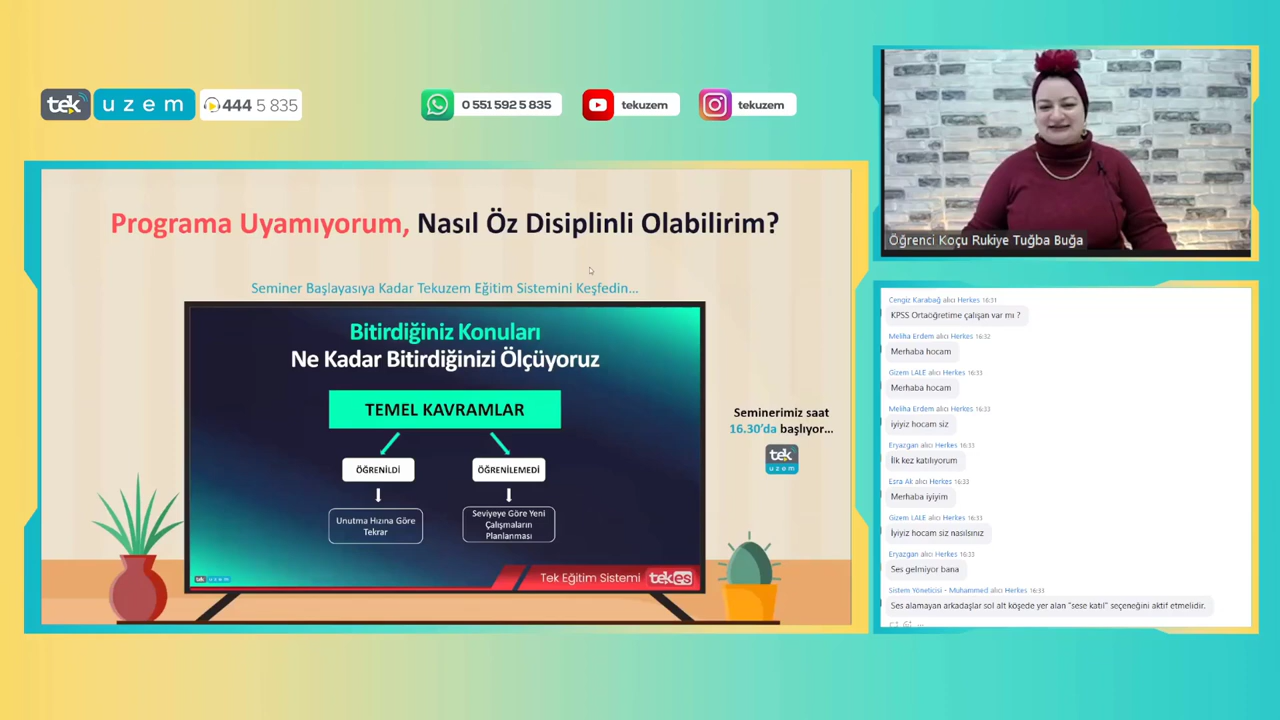 tek uzem 444 5 835
0 551 592 5 835
tekuzem
tekuzem
Programa Uyamıyorum, Nasıl Öz Disiplinli Olabilirim?
Seminer Başlayasıya Kadar Tekuzem Eğitim Sistemini Keşfedin...
Bitirdiğiniz Konuları
Ne Kadar Bitirdiğinizi Ölçüyoruz
TEMEL KAVRAMLAR
ÖĞRENİLDİ
ÖĞRENİLEMEDİ
Unutma Hızına Göre
Tekrar
Seviyeye Göre Yeni
Çalışmaların
Planlanması
tek uzem
Tek Eğitim Sistemi tekes
Seminerimiz saat
16.30'da başlıyor...
tek
uzem
Öğrenci Koçu Rukiye Tuğba Buğa
Cengiz Karabağ alıcı Herkes 16:31
KPSS Ortaöğretime çalışan var mı ?
Meliha Erdem alıcı Herkes 16:32
Merhaba hocam
Gizem LALE alıcı Herkes 16:33
Merhaba hocam
Meliha Erdem alıcı Herkes 16:33
iyiyiz hocam siz
Eryazgan alıcı Herkes 16:33
İlk kez katılıyorum
Esra Ak alıcı Herkes 16:33
Merhaba iyiyim
Gizem LALE alıcı Herkes 16:33
İyiyiz hocam siz nasılsınız
Eryazgan alıcı Herkes 16:33
Ses gelmiyor bana
Sistem Yöneticisi - Muhammed alıcı Herkes 16:33
Ses alamayan arkadaşlar sol alt köşede yer alan "sese katıl" seçeneğini aktif etmelidir.